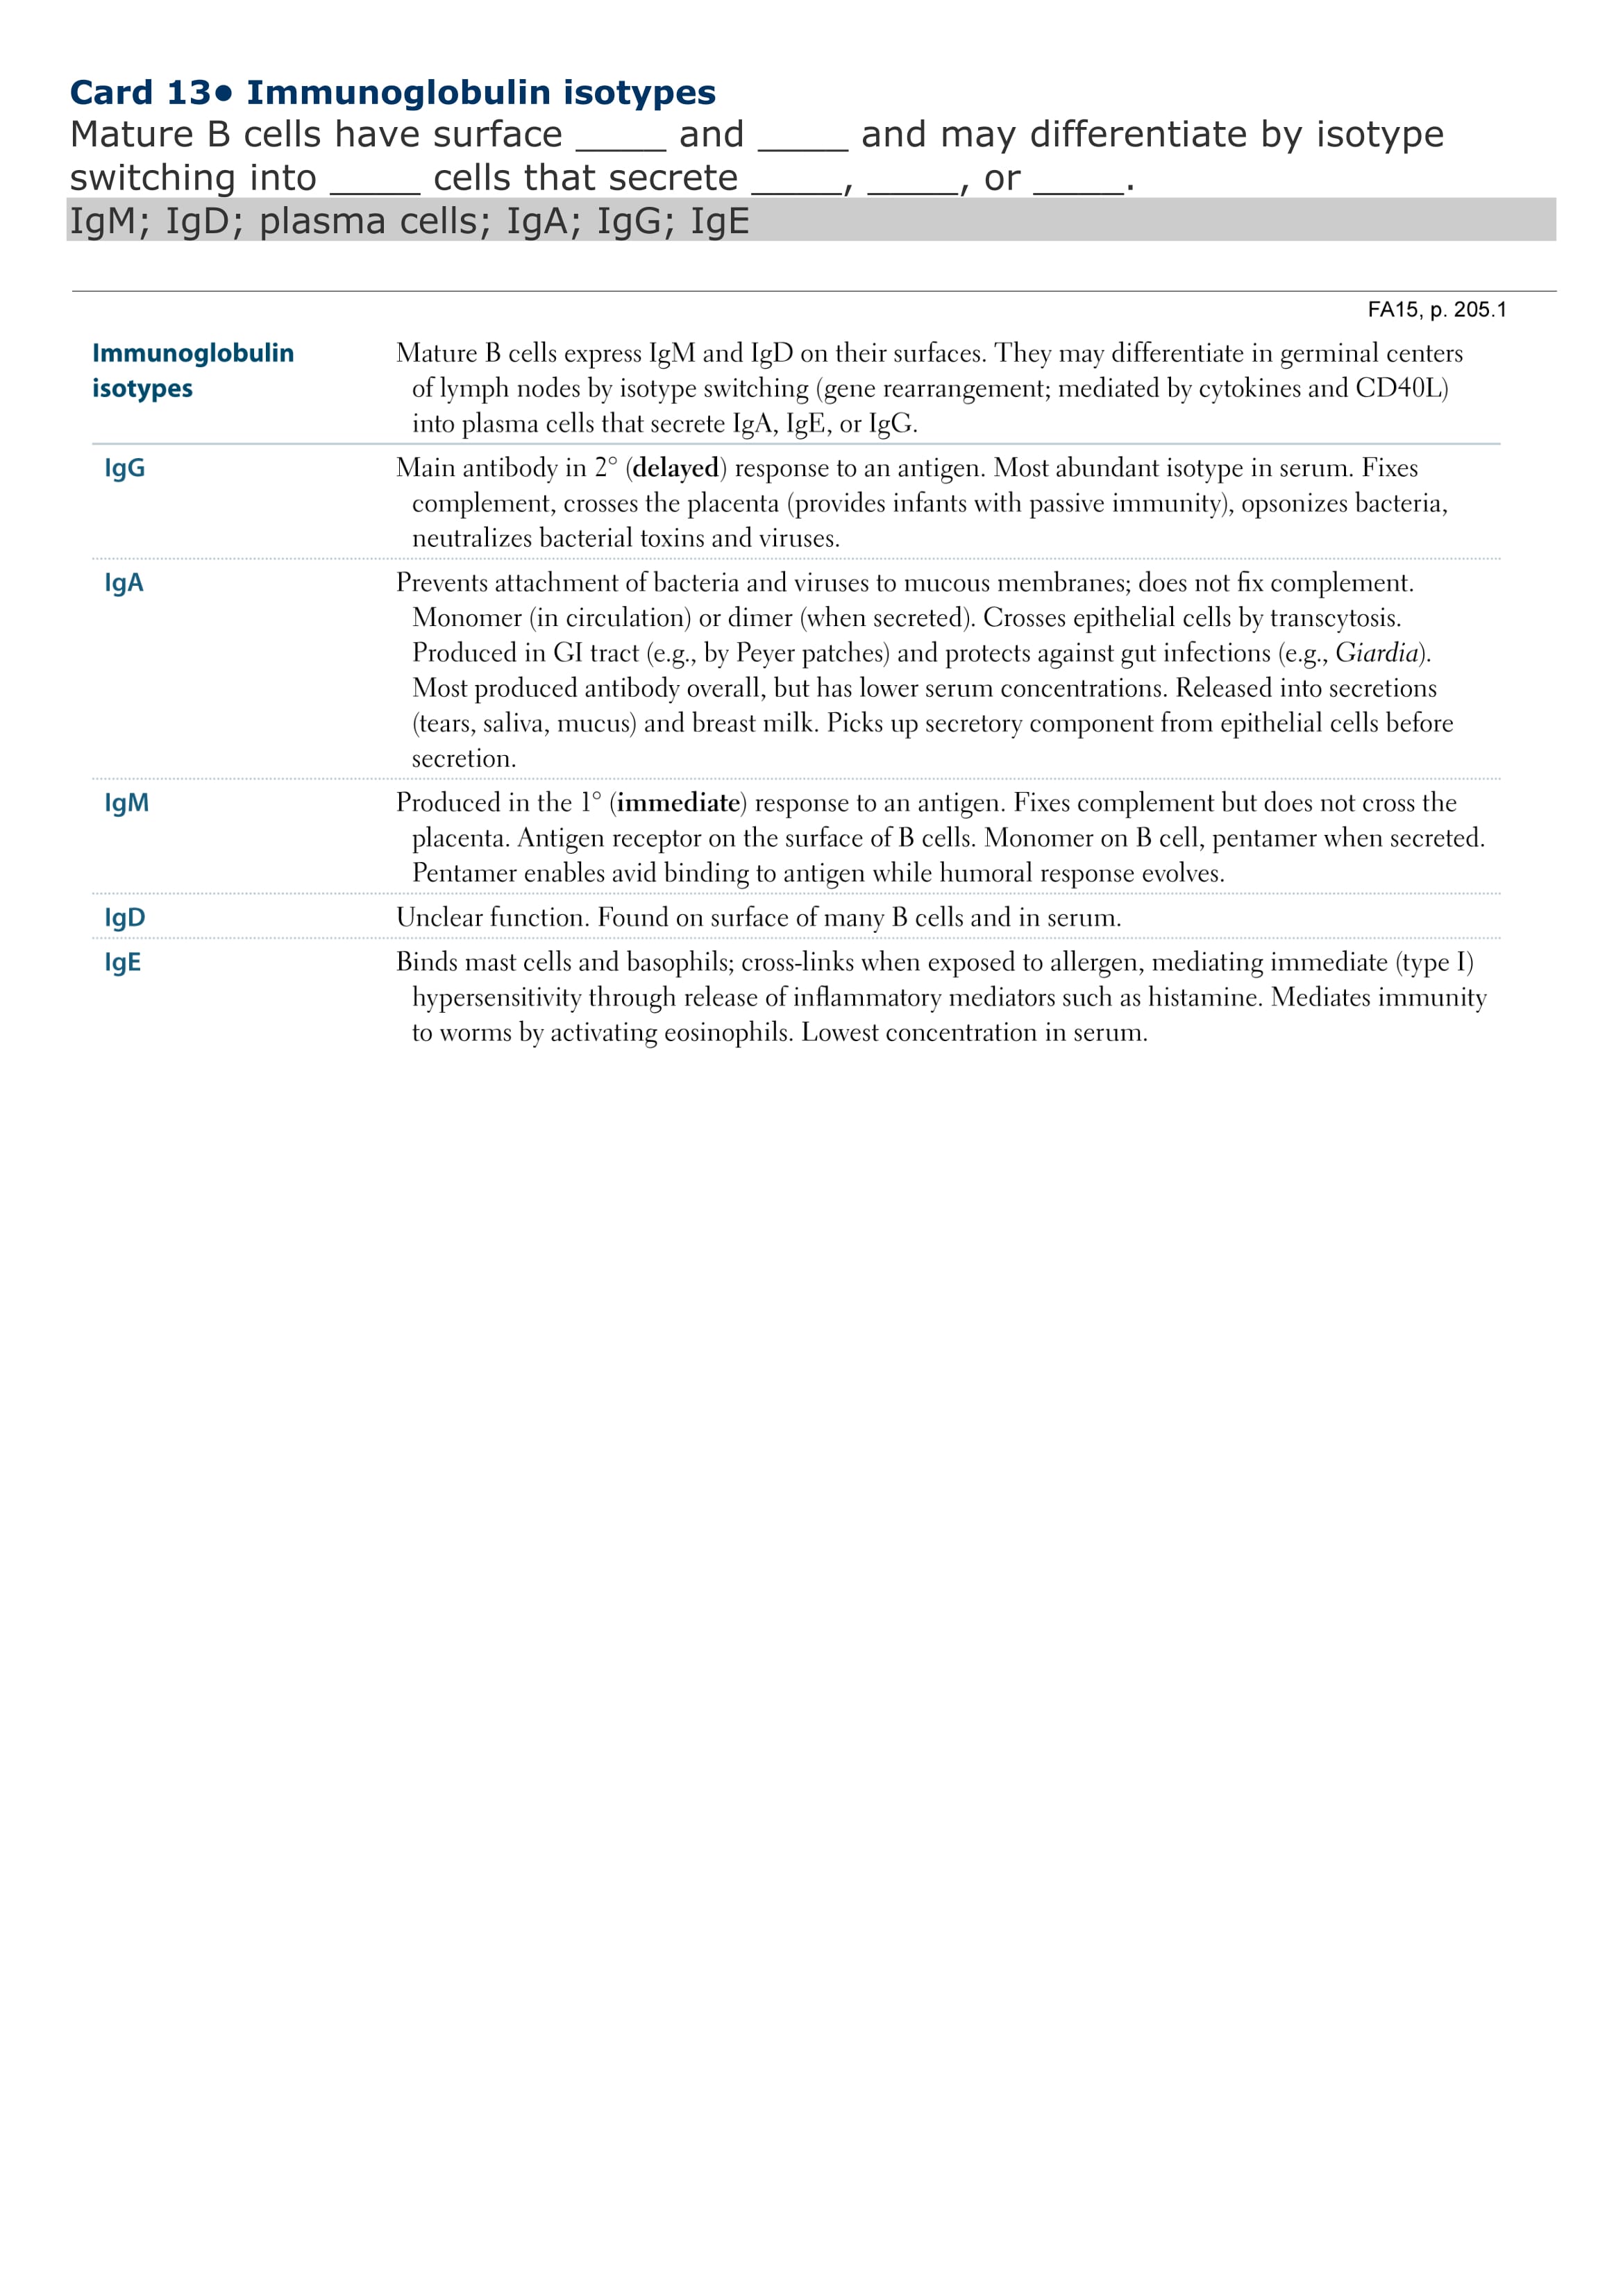 Card 13• Immunoglobulin isotypes
Mature B cells have surface ____ and ____ and may differentiate by isotype
switching into ____ cells that secrete ____, ____, or ____.
IgM; IgD; plasma cells; IgA; IgG; IgE
FA15, p. 205.1
Immunoglobulin isotypes
Mature B cells express IgM and IgD on their surfaces. They may differentiate in germinal centers
of lymph nodes by isotype switching (gene rearrangement; mediated by cytokines and CD40L)
into plasma cells that secrete IgA, IgE, or IgG.
IgG
Main antibody in 2° (delayed) response to an antigen. Most abundant isotype in serum. Fixes
complement, crosses the placenta (provides infants with passive immunity), opsonizes bacteria,
neutralizes bacterial toxins and viruses.
IgA
Prevents attachment of bacteria and viruses to mucous membranes; does not fix complement.
Monomer (in circulation) or dimer (when secreted). Crosses epithelial cells by transcytosis.
Produced in GI tract (e.g., by Peyer patches) and protects against gut infections (e.g., Giardia).
Most produced antibody overall, but has lower serum concentrations. Released into secretions
(tears, saliva, mucus) and breast milk. Picks up secretory component from epithelial cells before
secretion.
IgM
Produced in the 1° (immediate) response to an antigen. Fixes complement but does not cross the
placenta. Antigen receptor on the surface of B cells. Monomer on B cell, pentamer when secreted.
Pentamer enables avid binding to antigen while humoral response evolves.
IgD
Unclear function. Found on surface of many B cells and in serum.
IgE
Binds mast cells and basophils; cross-links when exposed to allergen, mediating immediate (type I)
hypersensitivity through release of inflammatory mediators such as histamine. Mediates immunity
to worms by activating eosinophils. Lowest concentration in serum.